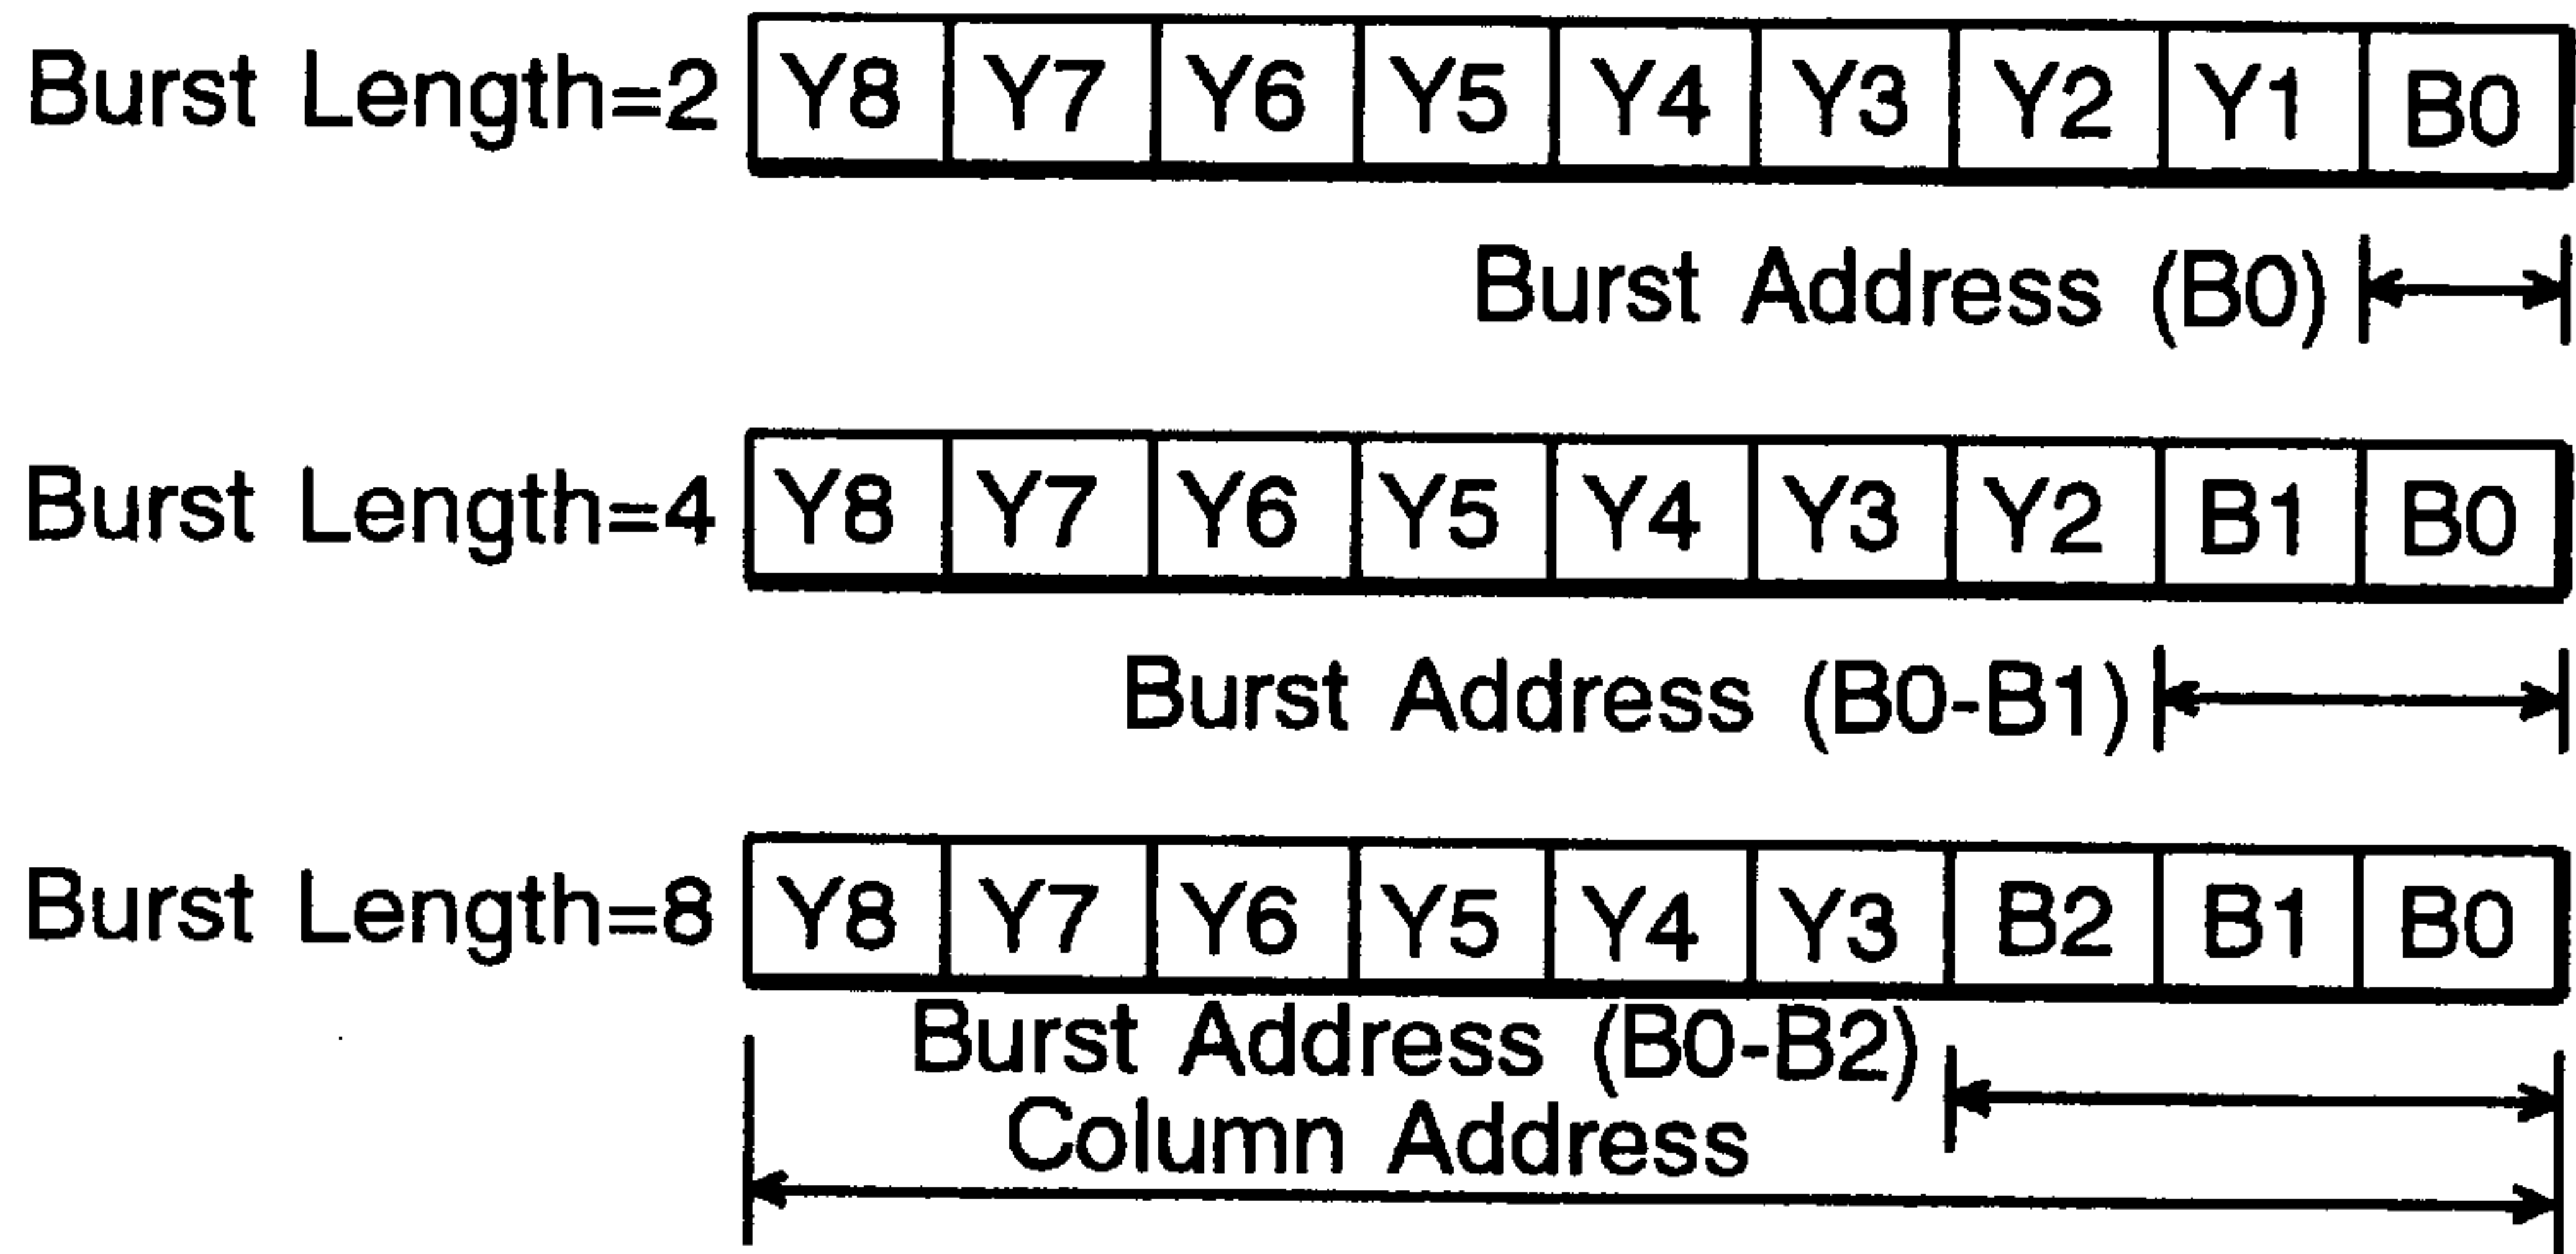 Burst Length=2 Y8 Y7 Y6 Y5 Y4 Y3 Y2 Y1 B0
Burst Address (B0)
Burst Length=4 Y8 Y7 Y6 Y5 Y4 Y3 Y2 B1 B0
Burst Address (B0-B1)
Burst Length=8 Y8 Y7 Y6 Y5 Y4 Y3 B2 B1 B0
Burst Address (B0-B2)
Column Address